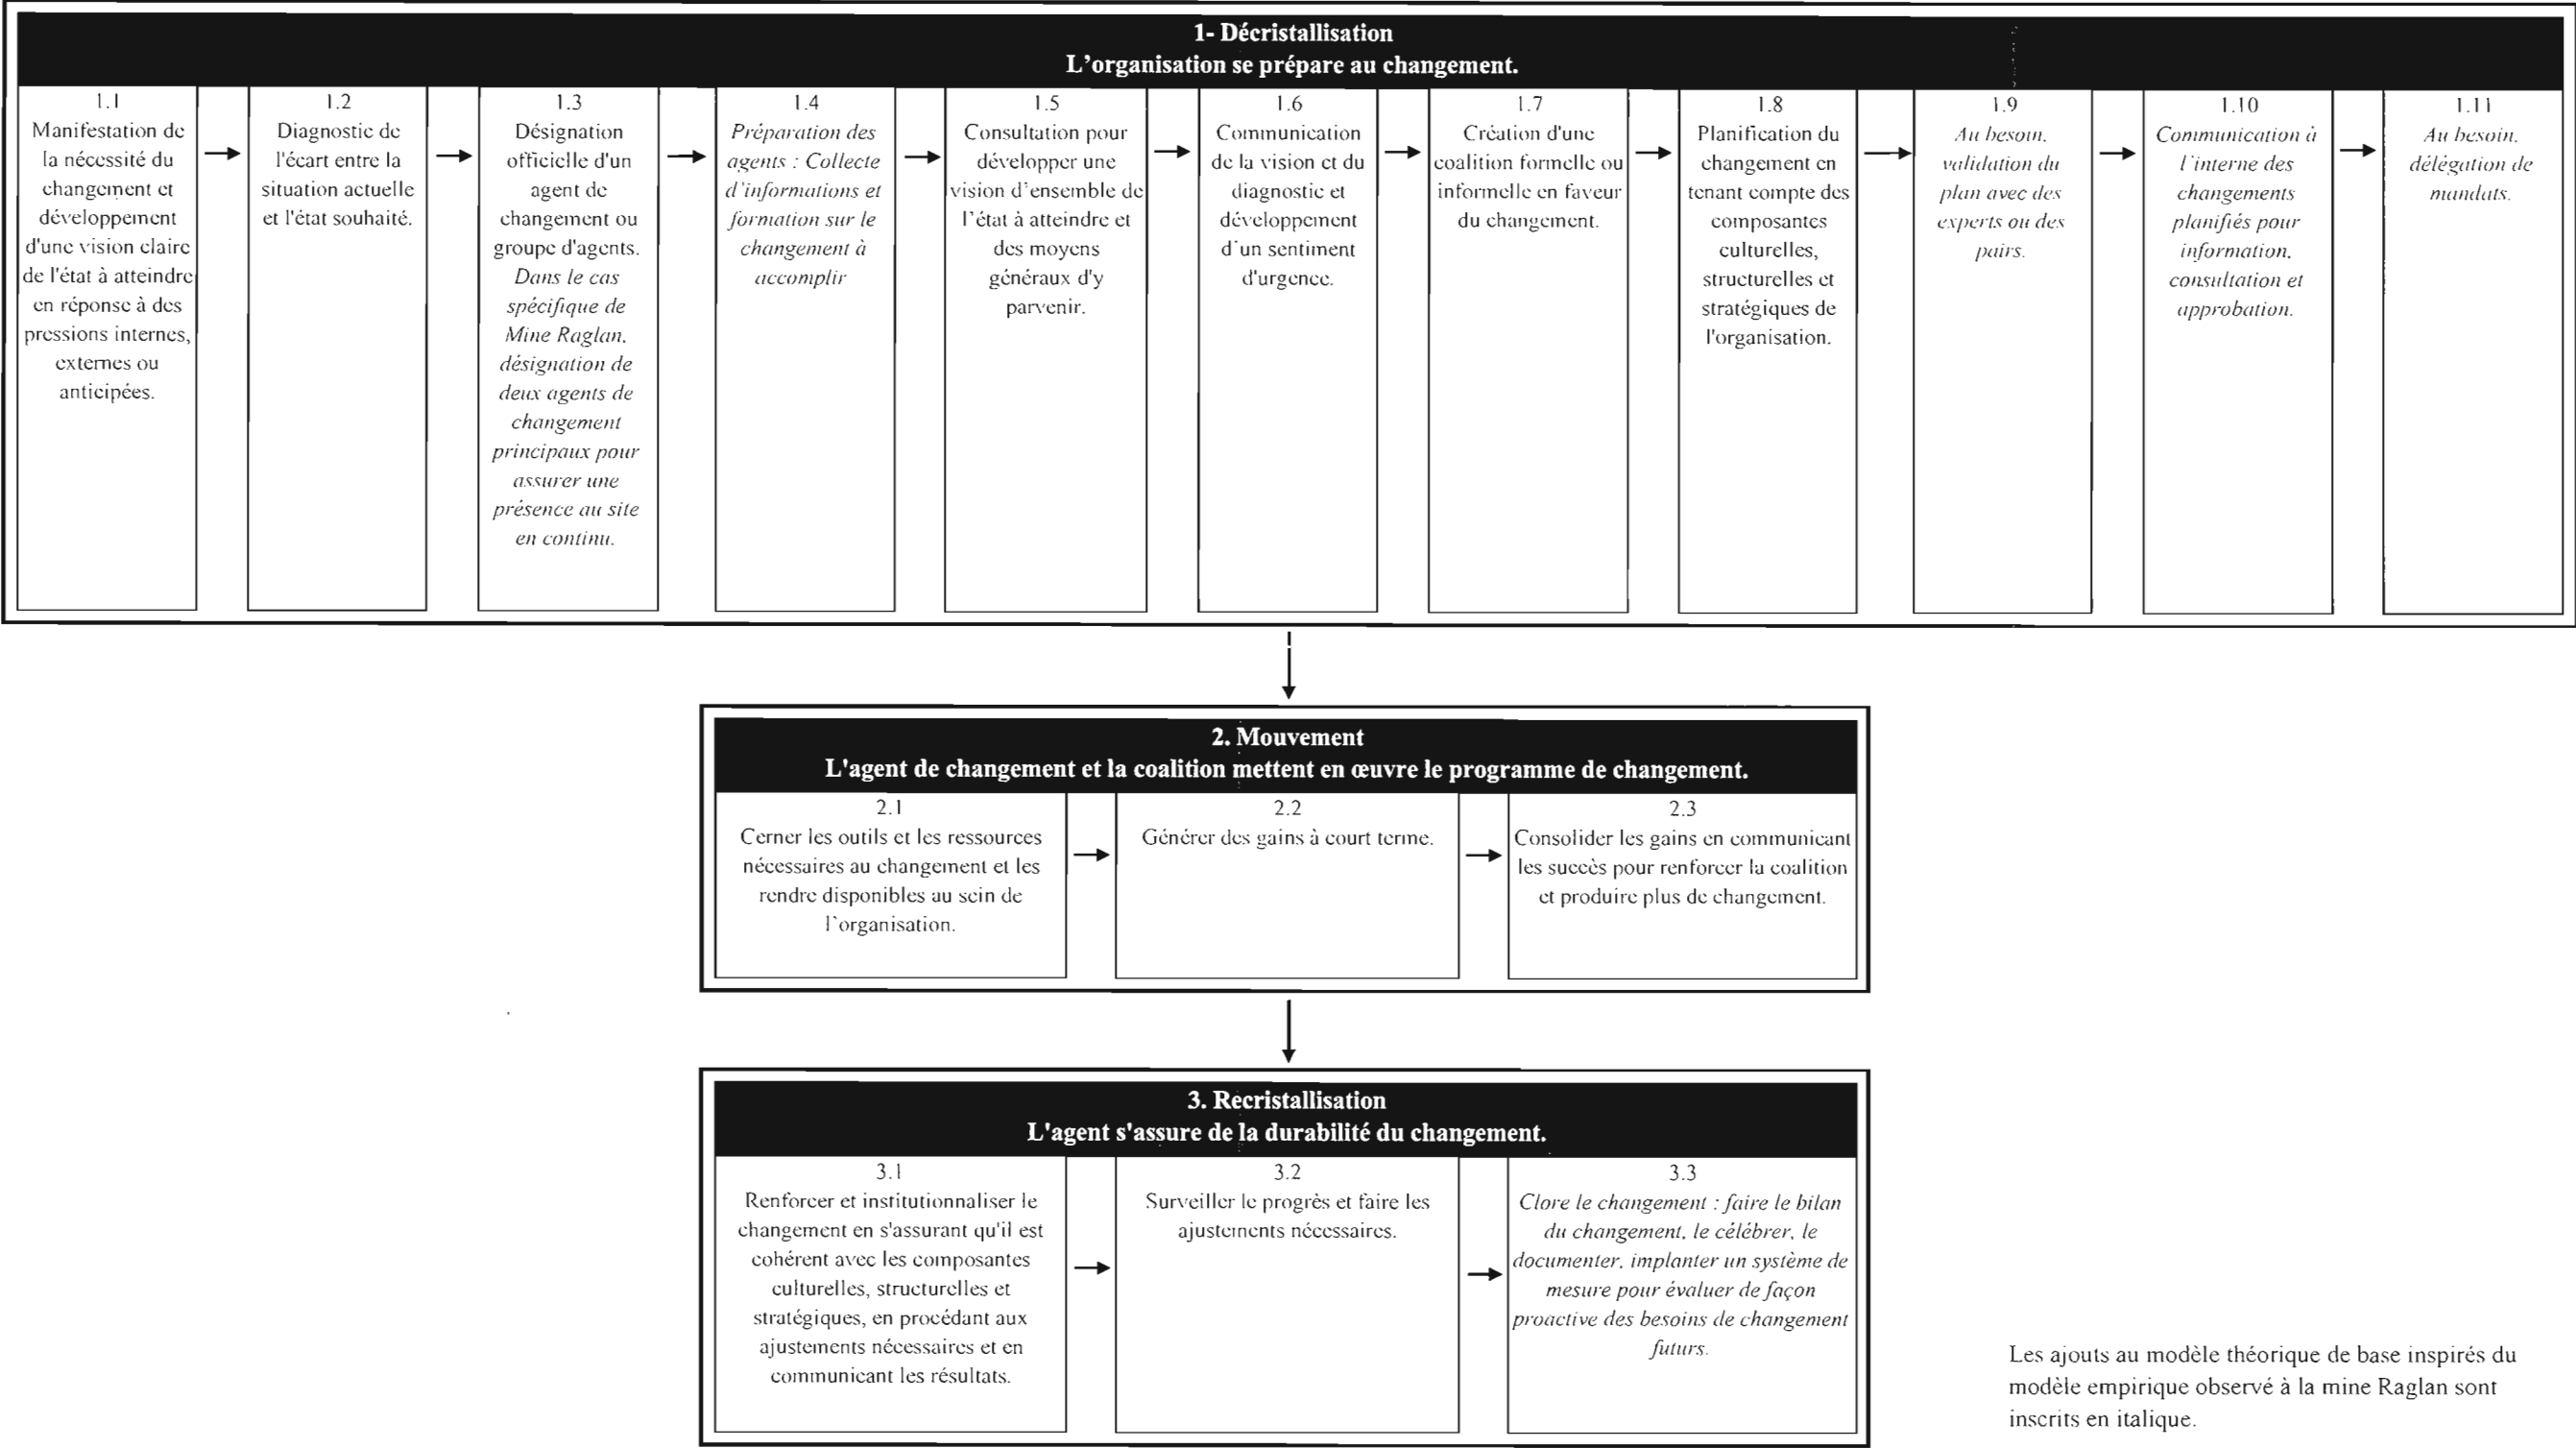 1- Décristallisation
L'organisation se prépare au changement.
1.1
Manifestation de
la nécessité du
changement et
développement
d'une vision claire
de l'état à atteindre
en réponse à des
pressions internes,
externes ou
anticipées.
1.2
Diagnostic de
l'écart entre la
situation actuelle
et l'état souhaité.
1.3
Désignation
officielle d'un
agent de
changement ou
groupe d'agents.
Dans le cas
spécifique de
Mine Raglan,
désignation de
deux agents de
changement
principaux pour
assurer une
présence au site
en continu.
1.4
Préparation des
agents : Collecte
d'informations et
formation sur le
changement à
accomplir
1.5
Consultation pour
développer une
vision d'ensemble de
l'état à atteindre et
des moyens
généraux d'y
parvenir.
1.6
Communication
de la vision et du
diagnostic et
développement
d'un sentiment
d'urgence.
1.7
Création d'une
coalition formelle ou
informelle en faveur
du changement.
1.8
Planification du
changement en
tenant compte des
composantes
culturelles,
structurelles et
stratégiques de
l'organisation.
1.9
Au besoin,
validation du
plan avec des
experts ou des
pairs.
1.10
Communication à
l'interne des
changements
planifiés pour
information,
consultation et
approbation.
1.11
Au besoin,
délégation de
mandats.
2. Mouvement
L'agent de changement et la coalition mettent en œuvre le programme de changement.
2.1
Cerner les outils et les ressources
nécessaires au changement et les
rendre disponibles au sein de
l'organisation.
2.2
Générer des gains à court terme.
2.3
Consolider les gains en communicant
les succès pour renforcer la coalition
et produire plus de changement.
3. Recristallisation
L'agent s'assure de la durabilité du changement.
3.1
Renforcer et institutionnaliser le
changement en s'assurant qu'il est
cohérent avec les composantes
culturelles, structurelles et
stratégiques, en procédant aux
ajustements nécessaires et en
communicant les résultats.
3.2
Surveiller le progrès et faire les
ajustements nécessaires.
3.3
Clore le changement : faire le bilan
du changement, le célébrer, le
documenter, implanter un système de
mesure pour évaluer de façon
proactive des besoins de changement
futurs.
Les ajouts au modèle théorique de base inspirés du
modèle empirique observé à la mine Raglan sont
inscrits en italique.